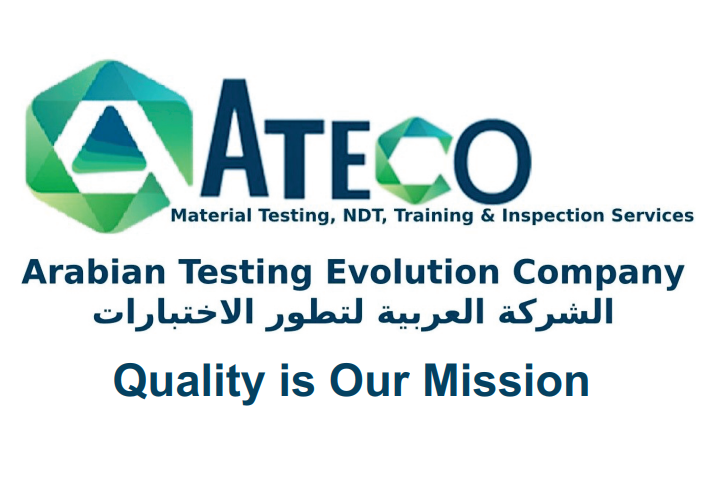 ATECO
Material Testing, NDT, Training & Inspection Services
Arabian Testing Evolution Company
الشركة العربية لتطور الاختبارات
Quality is Our Mission